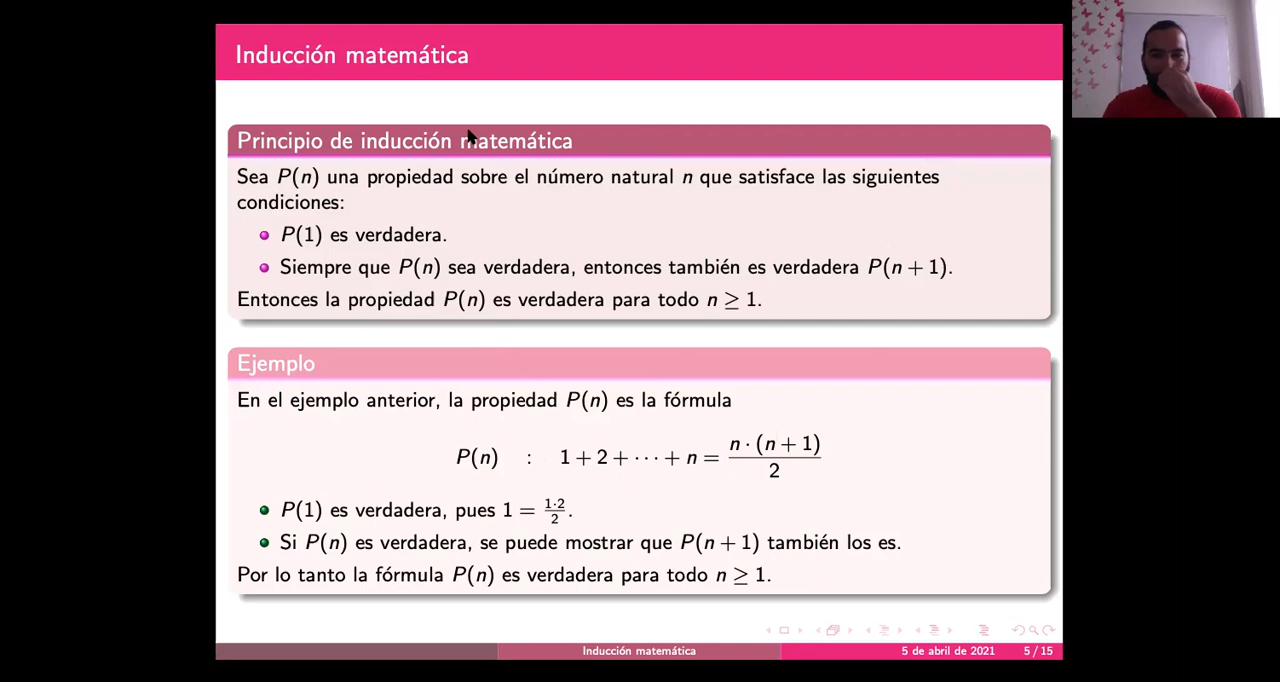 Inducción matemática
Principio de inducción matemática
Sea P(n) una propiedad sobre el número natural n que satisface las siguientes
condiciones:
P(1) es verdadera.
Siempre que P(n) sea verdadera, entonces también es verdadera P(n + 1).
Entonces la propiedad P(n) es verdadera para todo n ≥ 1.
Ejemplo
En el ejemplo anterior, la propiedad P(n) es la fórmula
P(n) : 1 + 2 + ··· + n = n · (n + 1) / 2
P(1) es verdadera, pues 1 = 1·2 / 2.
Si P(n) es verdadera, se puede mostrar que P(n + 1) también los es.
Por lo tanto la fórmula P(n) es verdadera para todo n ≥ 1.
Inducción matemática 5 de abril de 2021 5 / 15